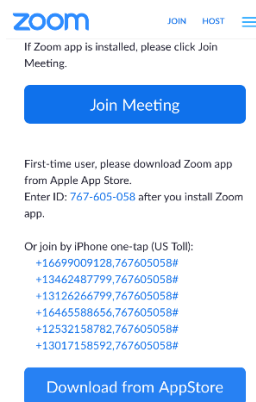 zoom JOIN HOST
If Zoom app is installed, please click Join
Meeting.
Join Meeting
First-time user, please download Zoom app
from Apple App Store.
Enter ID: 767-605-058 after you install Zoom
app.
Or join by iPhone one-tap (US Toll):
+16699009128,767605058#
+13462487799,767605058#
+13126266799,767605058#
+16465588656,767605058#
+12532158782,767605058#
+13017158592,767605058#
Download from AppStore